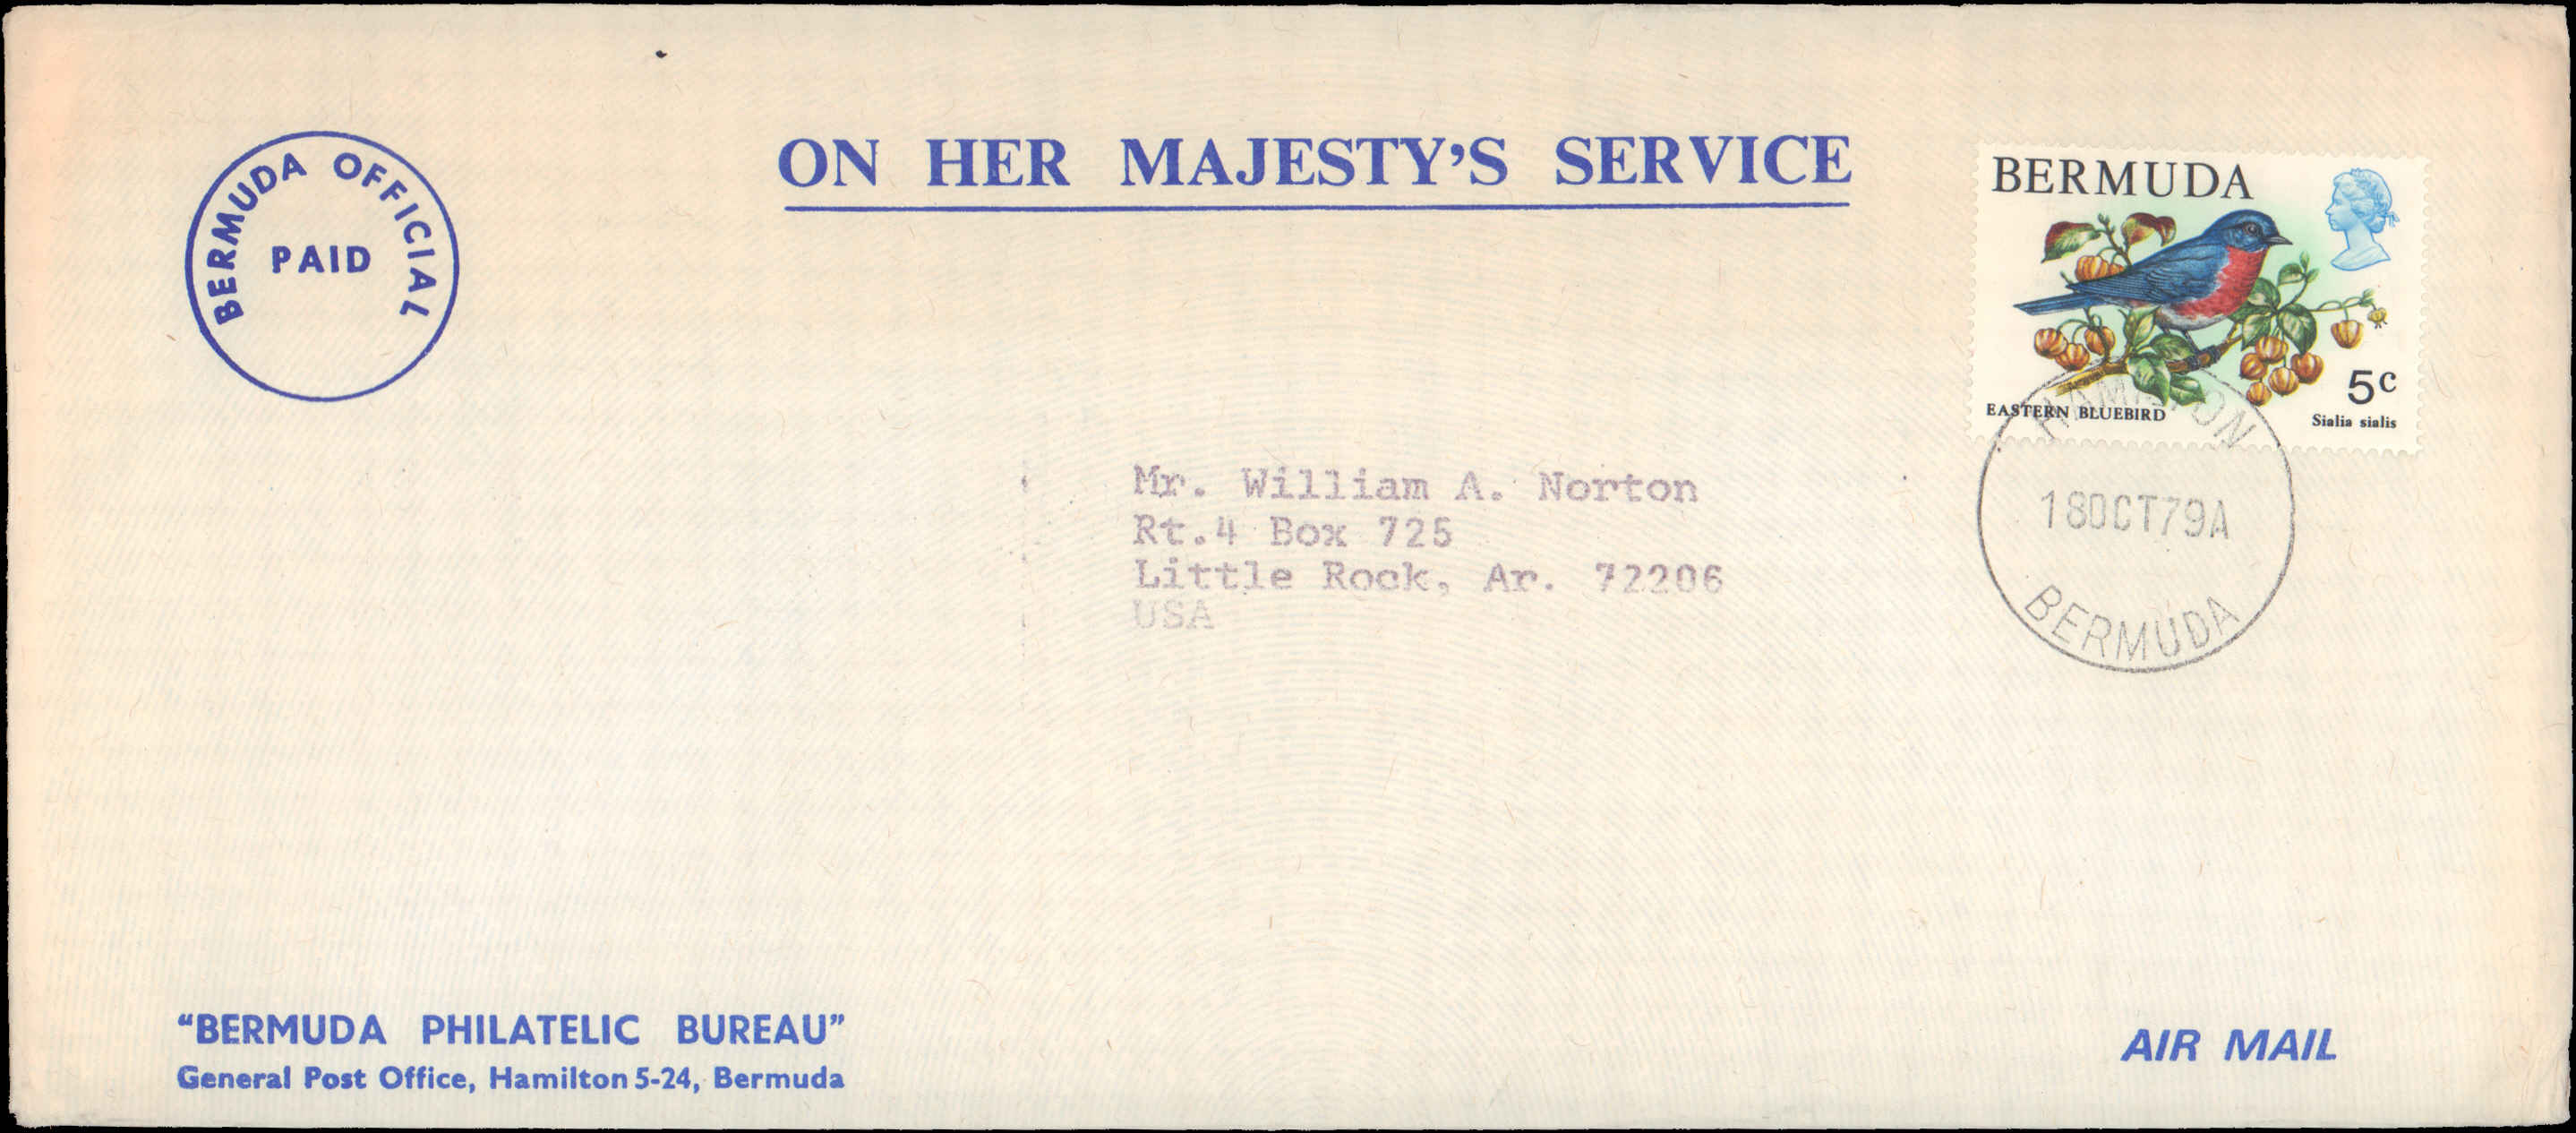 BERMUDA OFFICIAL
PAID
ON HER MAJESTY'S SERVICE
BERMUDA
5c
EASTERN BLUEBIRD
Sialia sialis
HAMILTON
18OCT79A
BERMUDA
Mr. William A. Norton
Rt.4 Box 725
Little Rock, Ar. 72206
USA
“BERMUDA PHILATELIC BUREAU”
General Post Office, Hamilton 5-24, Bermuda
AIR MAIL